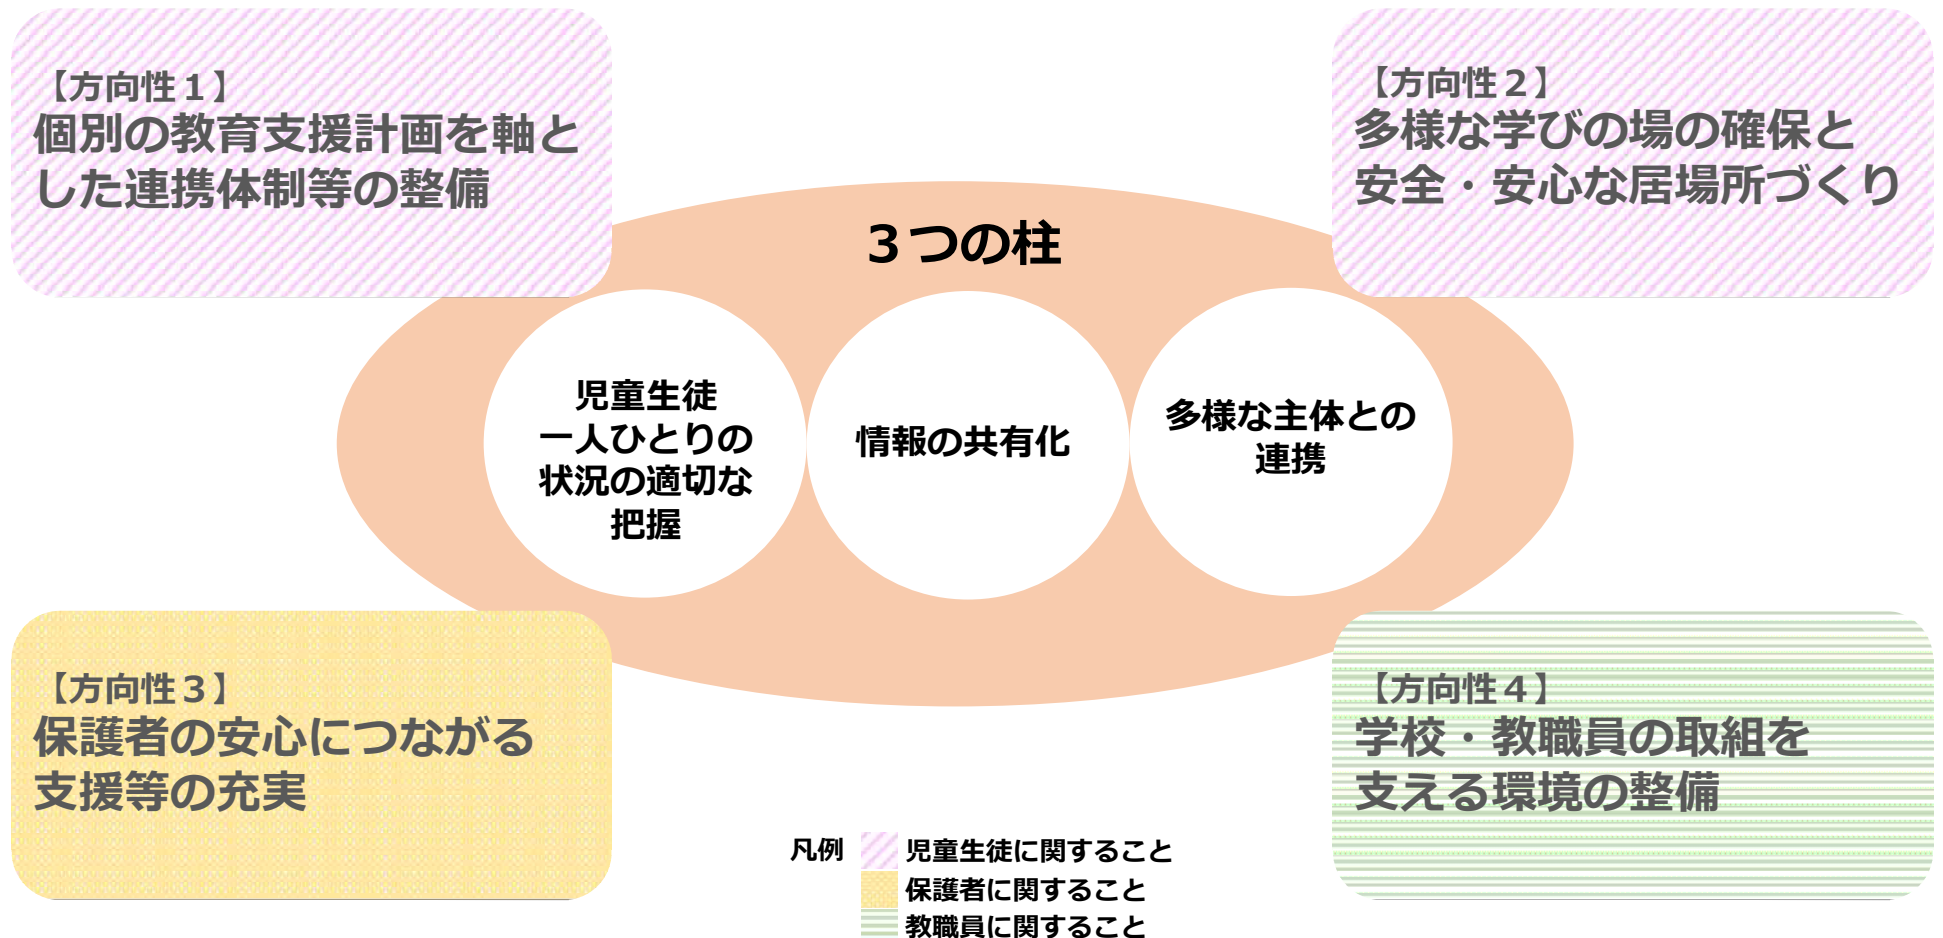 【方向性１】
個別の教育支援計画を軸と
した連携体制等の整備
【方向性２】
多様な学びの場の確保と
安全・安心な居場所づくり
３つの柱
児童生徒
一人ひとりの
状況の適切な
把握
情報の共有化
多様な主体との
連携
【方向性３】
保護者の安心につながる
支援等の充実
【方向性４】
学校・教職員の取組を
支える環境の整備
凡例
児童生徒に関すること
保護者に関すること
教職員に関すること